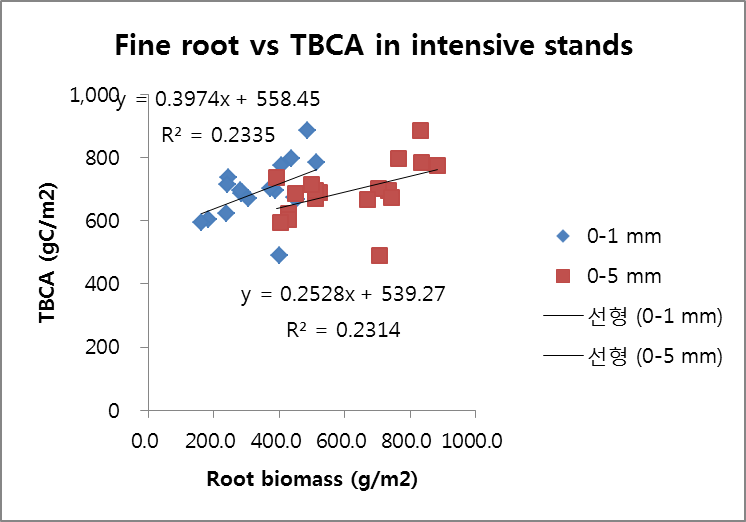 Fine root vs TBCA in intensive stands
y = 0.3974x + 558.45
R² = 0.2335
1,000
800
600
400
200
0
TBCA (gC/m2)
y = 0.2528x + 539.27
R² = 0.2314
0.0 200.0 400.0 600.0 800.0 1000.0
Root biomass (g/m2)
0-1 mm
0-5 mm
선형 (0-1 mm)
선형 (0-5 mm)